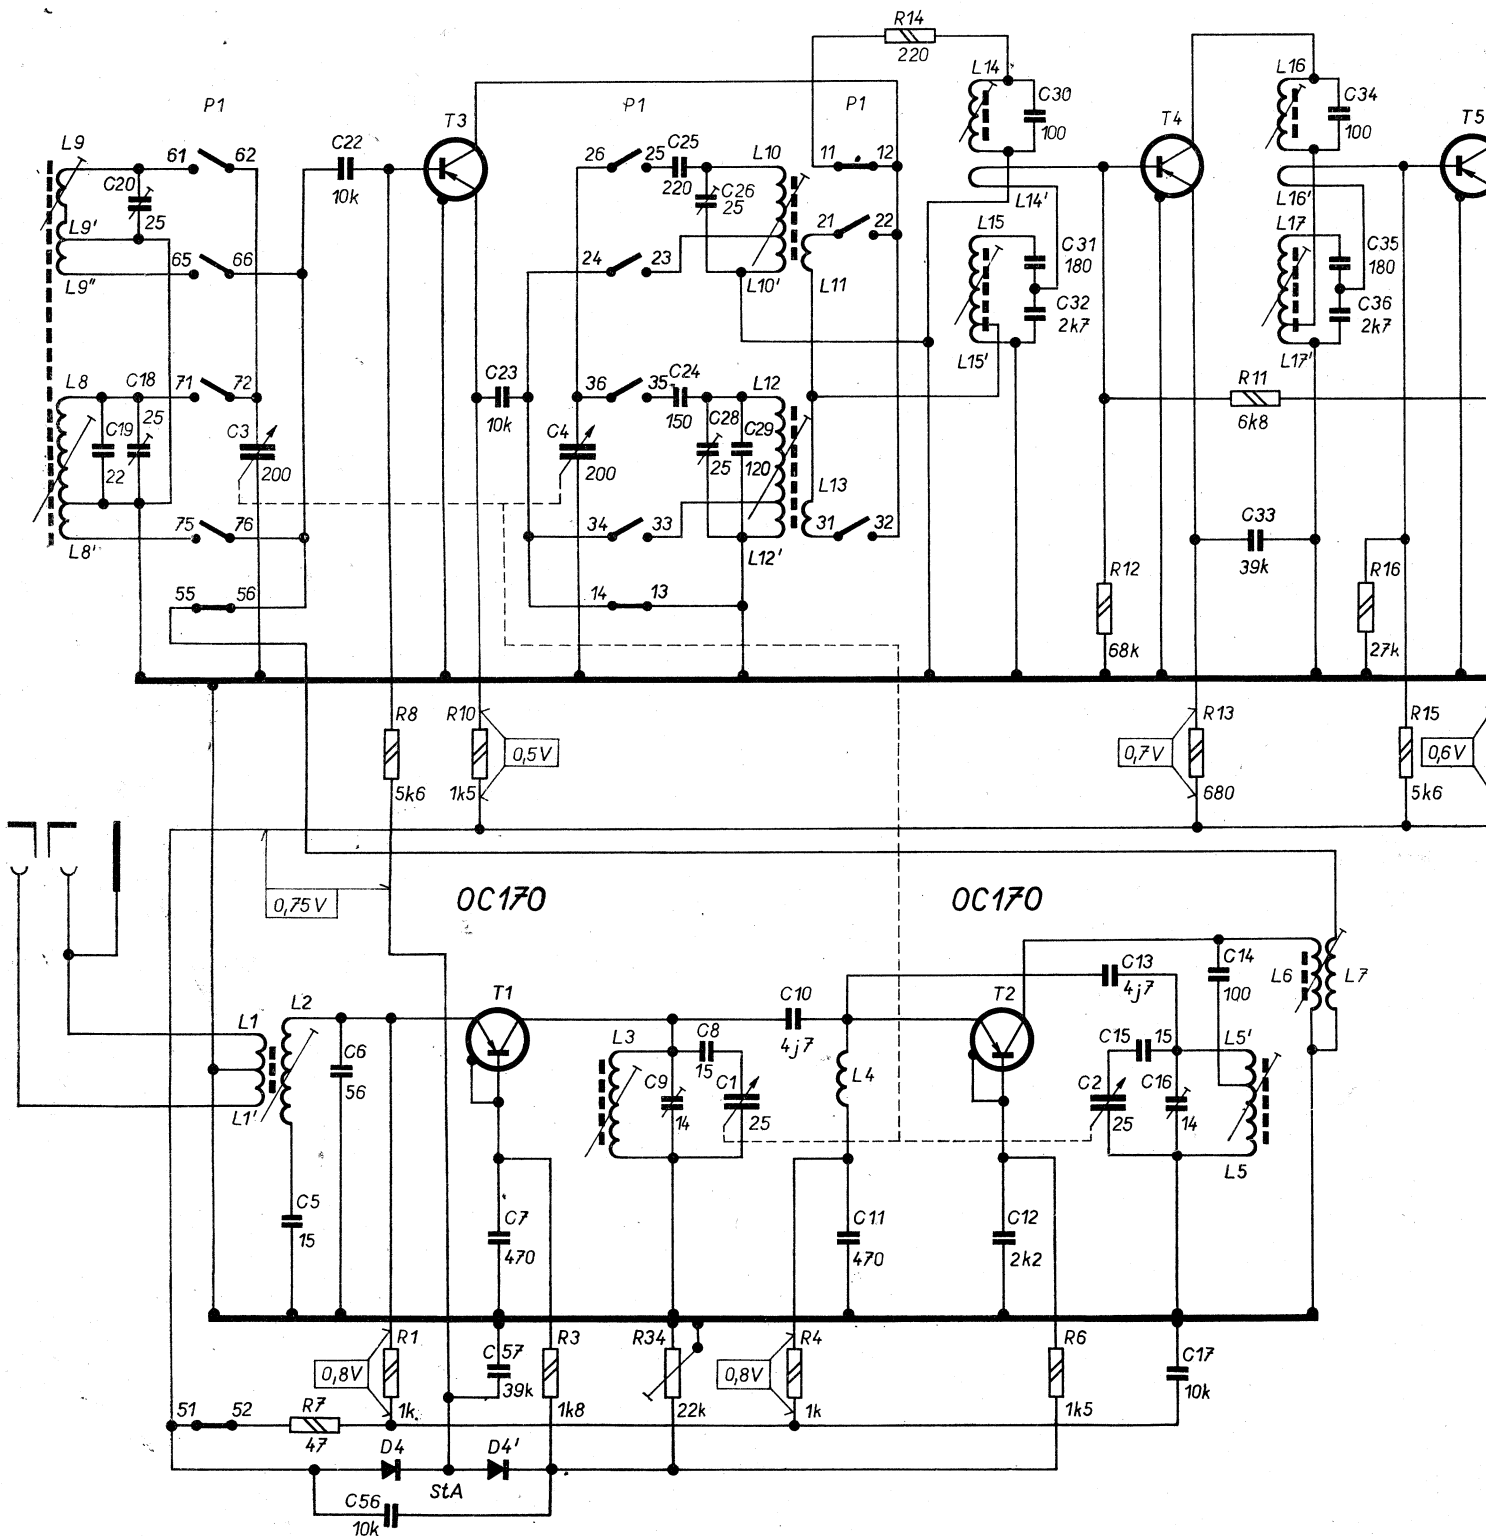 R14
220
L14
C30
100
L16
C34
100
P1
T3
P1
P1
T4
T5
L9
61
62
C22
10k
26
25
C25
220
L10
11
12
C20
25
C26
25
L14'
L16'
L9'
65
66
24
23
21
22
L15
C31
180
L17
C35
180
L9"
L10'
L11
C32
2k7
C36
2k7
L15'
L17'
L8
C18
71
72
C23
10k
36
35
C24
150
L12
R11
6k8
25
C19
22
C3
200
C4
200
C28
25
C29
120
L13
75
76
34
33
31
32
C33
39k
L8'
L12'
55
56
14
13
R12
68k
R16
27k
R8
5k6
R10
1k5
0,5V
0,7V
R13
680
R15
5k6
0,6V
0,75V
OC170
OC170
C14
100
L6
L7
C13
4j7
L2
T1
C10
4j7
T2
L1
C6
56
L3
C8
15
C15
15
L5'
L1'
C9
14
C1
25
L4
C2
25
C16
14
L5
C5
15
C7
470
C11
470
C12
2k2
R1
1k
0,8V
C57
39k
R3
1k8
R34
22k
0,8V
R4
1k
R6
1k5
C17
10k
51
52
R7
47
D4
D4'
StA
C56
10k